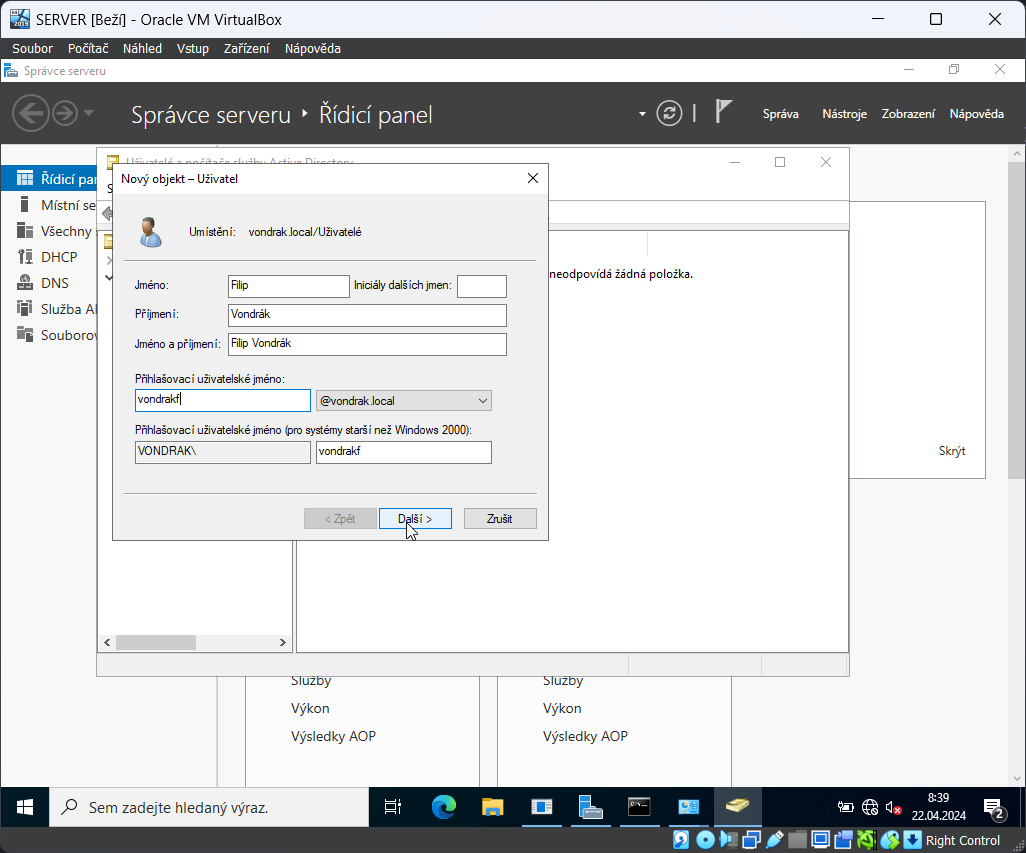 SERVER [Beží] - Oracle VM VirtualBox
Soubor Počítač Náhled Vstup Zařízení Nápověda
Správce serveru
Správce serveru ‣ Řídicí panel
Správa Nástroje Zobrazení Nápověda
Uživatelé a počítače služby Active Directory
Řídicí pan
Místní se
Všechny
DHCP
DNS
Služba A
Souborov
Nový objekt – Uživatel
Umístění: vondrak.local/Uživatelé
neodpovídá žádná položka.
Jméno: Filip Iniciály dalších jmen:
Příjmení: Vondrák
Jméno a příjmení: Filip Vondrák
Přihlašovací uživatelské jméno:
vondrakf @vondrak.local
Přihlašovací uživatelské jméno (pro systémy starší než Windows 2000):
VONDRAK\ vondrakf
Skrýt
< Zpět Další > Zrušit
Služby Služby
Výkon Výkon
Výsledky AOP Výsledky AOP
Sem zadejte hledaný výraz.
8:39
22.04.2024
2
Right Control